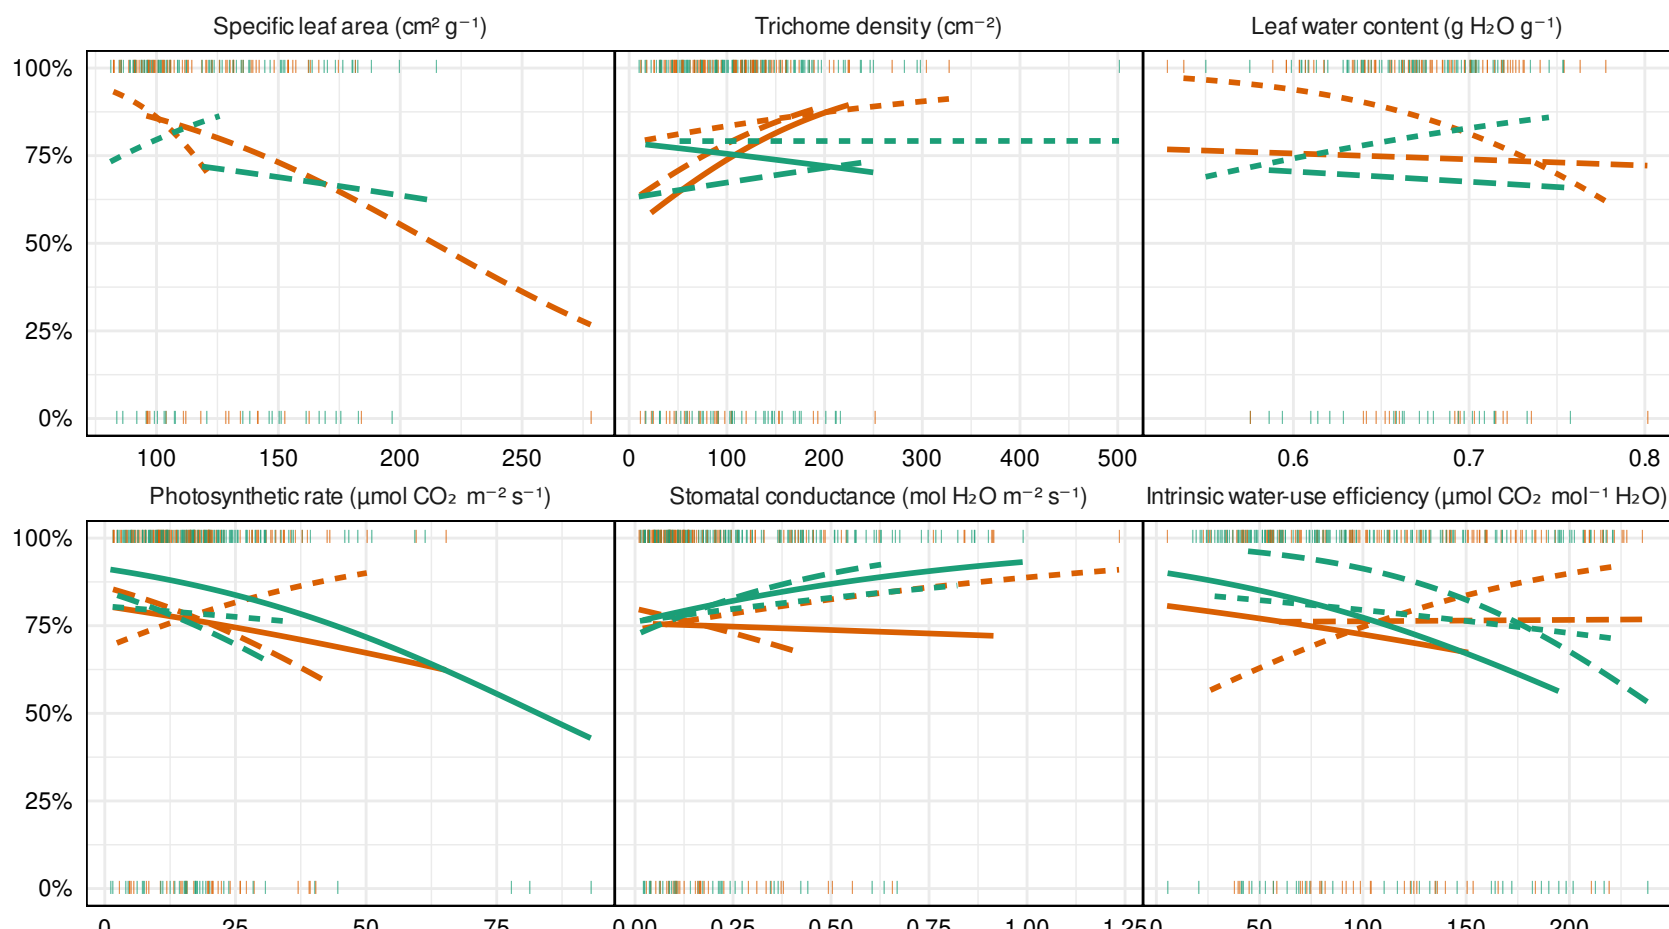 Specific leaf area (cm² g⁻¹) Trichome density (cm⁻²) Leaf water content (g H₂O g⁻¹)
100%
75%
50%
25%
0%
100 150 200 250 0 100 200 300 400 500 0.6 0.7 0.8
Photosynthetic rate (µmol CO₂ m⁻² s⁻¹) Stomatal conductance (mol H₂O m⁻² s⁻¹) Intrinsic water-use efficiency (µmol CO₂ mol⁻¹ H₂O)
100%
75%
50%
25%
0%
0 25 50 75 0.00 0.25 0.50 0.75 1.00 1.25 0 50 100 150 200